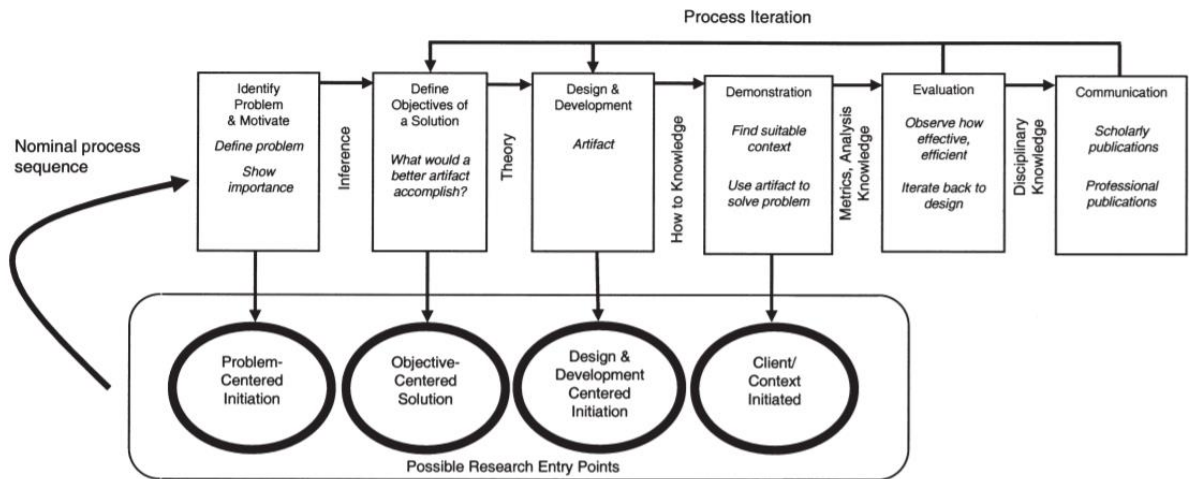 Process Iteration
Nominal process
sequence
Identify
Problem
& Motivate
Define problem
Show
importance
Inference
Define
Objectives of
a Solution
What would a
better artifact
accomplish?
Theory
Design &
Development
Artifact
How to Knowledge
Demonstration
Find suitable
context
Use artifact to
solve problem
Metrics, Analysis
Knowledge
Evaluation
Observe how
effective,
efficient
Iterate back to
design
Disciplinary
Knowledge
Communication
Scholarly
publications
Professional
publications
Problem-
Centered
Initiation
Objective-
Centered
Solution
Design &
Development
Centered
Initiation
Client/
Context
Initiated
Possible Research Entry Points